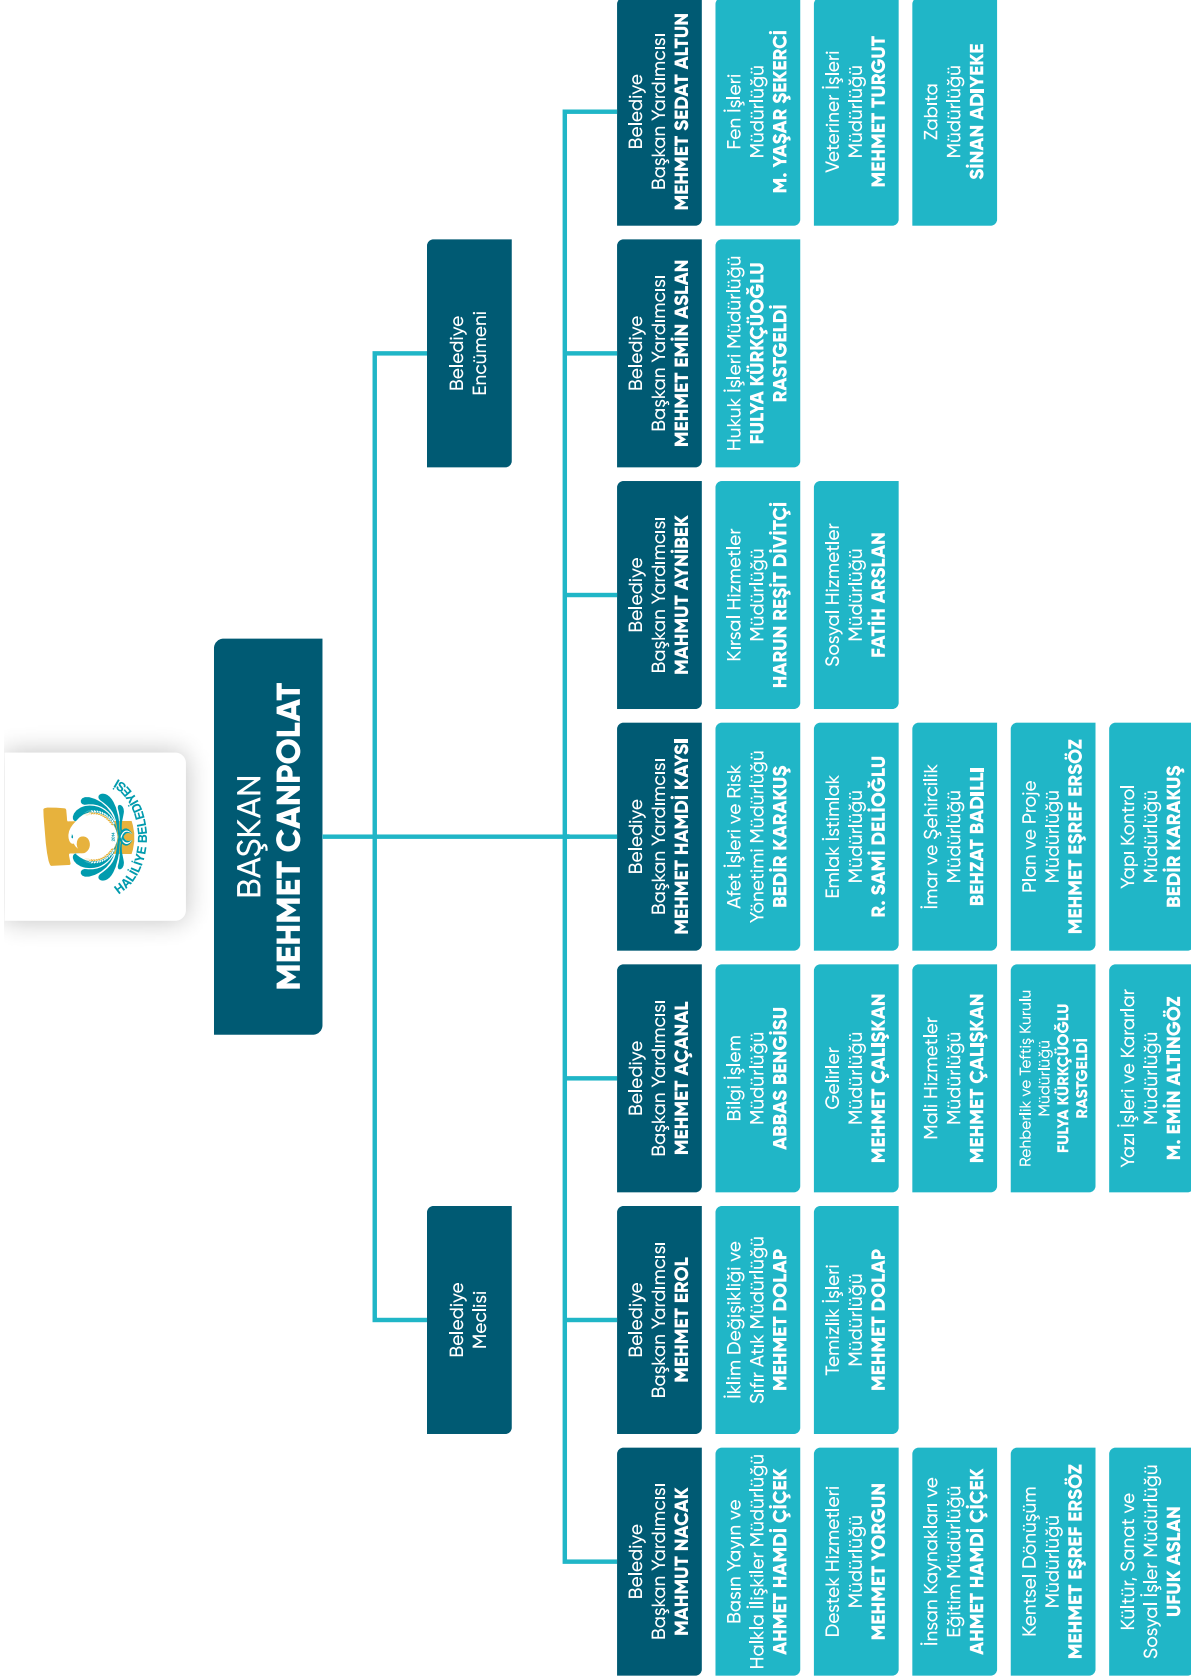 HALİLİYE BELEDİYESİ
2014
BAŞKAN
MEHMET CANPOLAT
Belediye
Meclisi
Belediye
Encümeni
Belediye
Başkan Yardımcısı
MAHMUT NACAK
Basın Yayın ve
Halkla İlişkiler Müdürlüğü
AHMET HAMDİ ÇİÇEK
Destek Hizmetleri
Müdürlüğü
MEHMET YORGUN
İnsan Kaynakları ve
Eğitim Müdürlüğü
AHMET HAMDİ ÇİÇEK
Kentsel Dönüşüm
Müdürlüğü
MEHMET EŞREF ERSÖZ
Kültür, Sanat ve
Sosyal İşler Müdürlüğü
UFUK ASLAN
Belediye
Başkan Yardımcısı
MEHMET EROL
İklim Değişikliği ve
Sıfır Atık Müdürlüğü
MEHMET DOLAP
Temizlik İşleri
Müdürlüğü
MEHMET DOLAP
Belediye
Başkan Yardımcısı
MEHMET AÇANAL
Bilgi İşlem
Müdürlüğü
ABBAS BENGİSU
Gelirler
Müdürlüğü
MEHMET ÇALIŞKAN
Mali Hizmetler
Müdürlüğü
MEHMET ÇALIŞKAN
Rehberlik ve Teftiş Kurulu
Müdürlüğü
FULYA KÜRKÇÜOĞLU
RASTGELDİ
Yazı İşleri ve Kararlar
Müdürlüğü
M. EMİN ALTINGÖZ
Belediye
Başkan Yardımcısı
MEHMET HAMDİ KAYSI
Afet İşleri ve Risk
Yönetimi Müdürlüğü
BEDİR KARAKUŞ
Emlak İstimlak
Müdürlüğü
R. SAMİ DELİOĞLU
İmar ve Şehircilik
Müdürlüğü
BEHZAT BADILLI
Plan ve Proje
Müdürlüğü
MEHMET EŞREF ERSÖZ
Yapı Kontrol
Müdürlüğü
BEDİR KARAKUŞ
Belediye
Başkan Yardımcısı
MAHMUT AYNİBEK
Kırsal Hizmetler
Müdürlüğü
HARUN REŞİT DİVİTÇİ
Sosyal Hizmetler
Müdürlüğü
FATİH ARSLAN
Belediye
Başkan Yardımcısı
MEHMET EMİN ASLAN
Hukuk İşleri Müdürlüğü
FULYA KÜRKÇÜOĞLU
RASTGELDİ
Belediye
Başkan Yardımcısı
MEHMET SEDAT ALTUN
Fen İşleri
Müdürlüğü
M. YAŞAR ŞEKERCİ
Veteriner İşleri
Müdürlüğü
MEHMET TURGUT
Zabıta
Müdürlüğü
SİNAN ADIYEKE